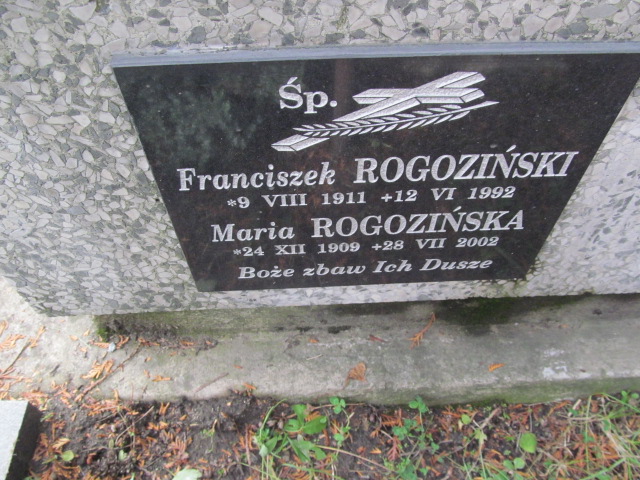 Śp.
Franciszek ROGOZIŃSKI
*9 VIII 1911 +12 VI 1992
Maria ROGOZIŃSKA
*24 XII 1909 +28 VII 2002
Boże zbaw Ich Dusze